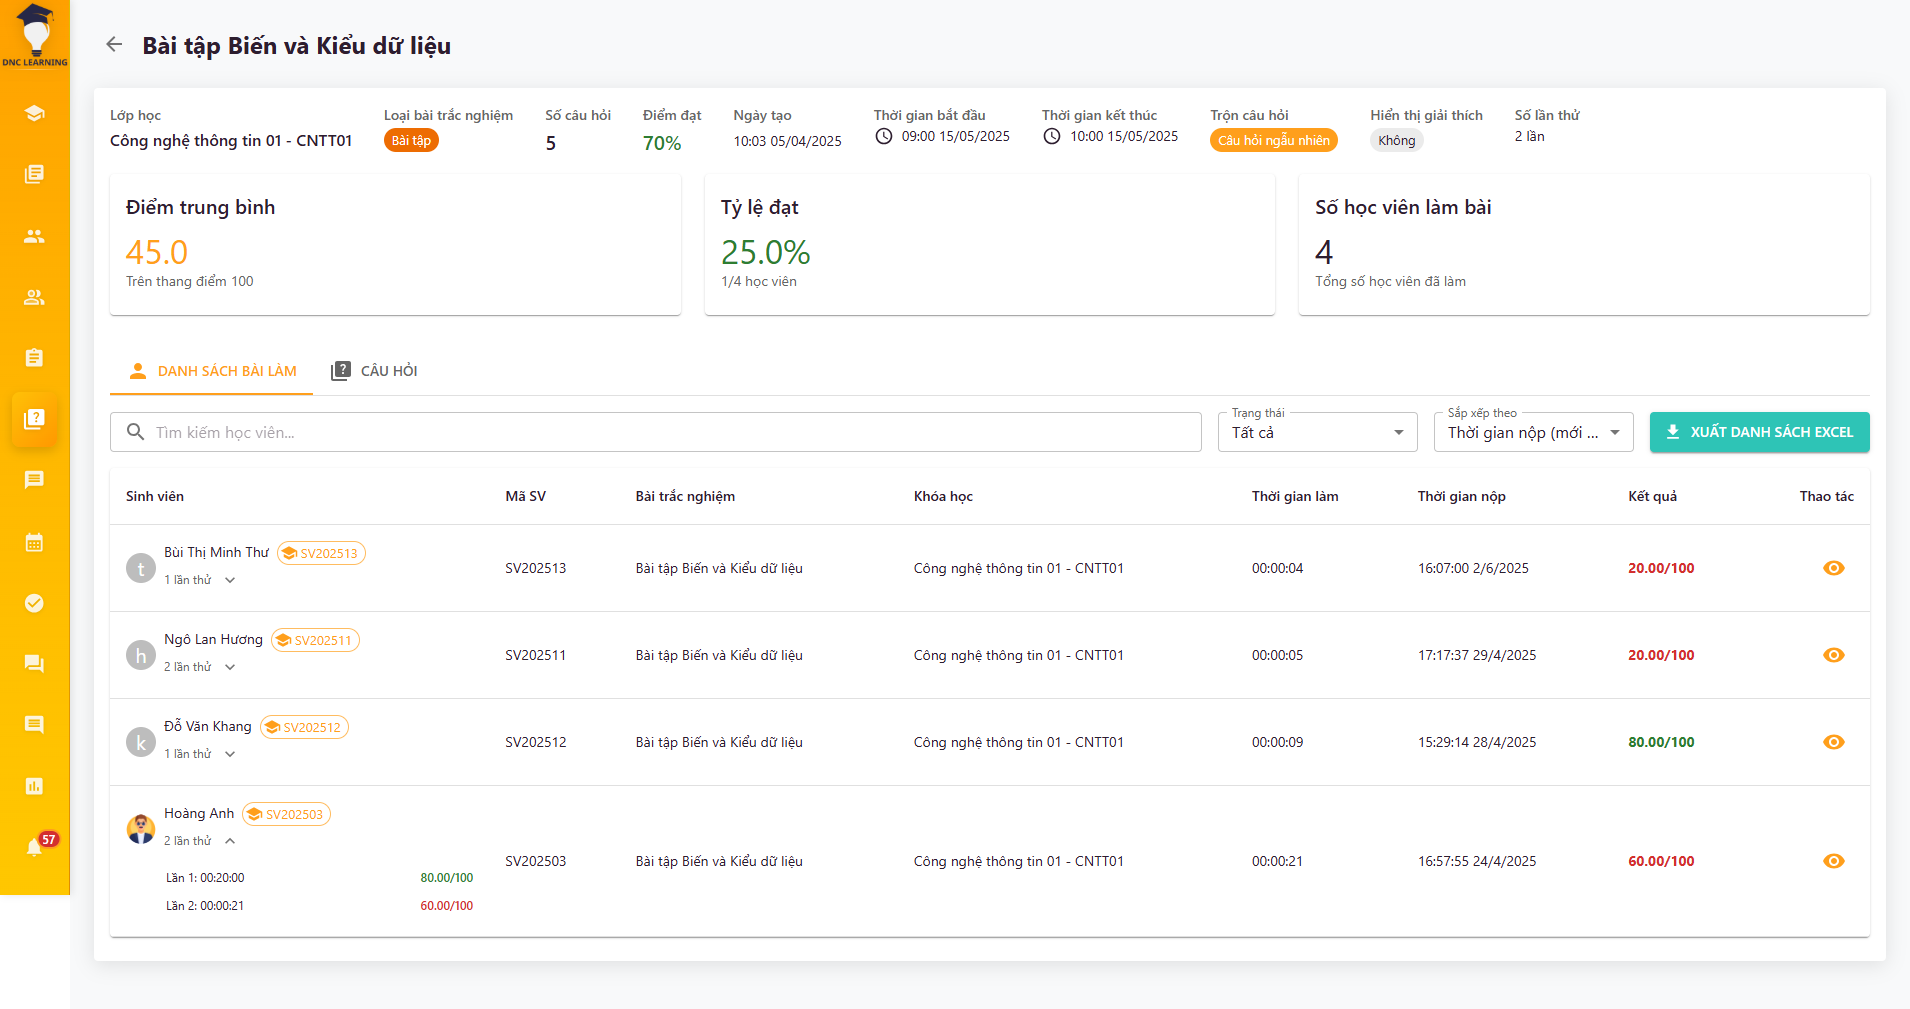 DNC LEARNING
Bài tập Biến và Kiểu dữ liệu
Lớp học
Công nghệ thông tin 01 - CNTT01
Loại bài trắc nghiệm
Bài tập
Số câu hỏi
5
Điểm đạt
70%
Ngày tạo
10:03 05/04/2025
Thời gian bắt đầu
09:00 15/05/2025
Thời gian kết thúc
10:00 15/05/2025
Trộn câu hỏi
Câu hỏi ngẫu nhiên
Hiển thị giải thích
Không
Số lần thử
2 lần
Điểm trung bình
45.0
Trên thang điểm 100
Tỷ lệ đạt
25.0%
1/4 học viên
Số học viên làm bài
4
Tổng số học viên đã làm
DANH SÁCH BÀI LÀM
CÂU HỎI
Tìm kiếm học viên...
Trạng thái
Tất cả
Sắp xếp theo
Thời gian nộp (mới ...
XUẤT DANH SÁCH EXCEL
Sinh viên Mã SV Bài trắc nghiệm Khóa học Thời gian làm Thời gian nộp Kết quả Thao tác
t
Bùi Thị Minh Thư SV202513
1 lần thử
SV202513 Bài tập Biến và Kiểu dữ liệu Công nghệ thông tin 01 - CNTT01 00:00:04 16:07:00 2/6/2025 20.00/100
h
Ngô Lan Hương SV202511
2 lần thử
SV202511 Bài tập Biến và Kiểu dữ liệu Công nghệ thông tin 01 - CNTT01 00:00:05 17:17:37 29/4/2025 20.00/100
k
Đỗ Văn Khang SV202512
1 lần thử
SV202512 Bài tập Biến và Kiểu dữ liệu Công nghệ thông tin 01 - CNTT01 00:00:09 15:29:14 28/4/2025 80.00/100
Hoàng Anh SV202503
2 lần thử
SV202503 Bài tập Biến và Kiểu dữ liệu Công nghệ thông tin 01 - CNTT01 00:00:21 16:57:55 24/4/2025 60.00/100
Lần 1: 00:20:00 80.00/100
Lần 2: 00:00:21 60.00/100
57